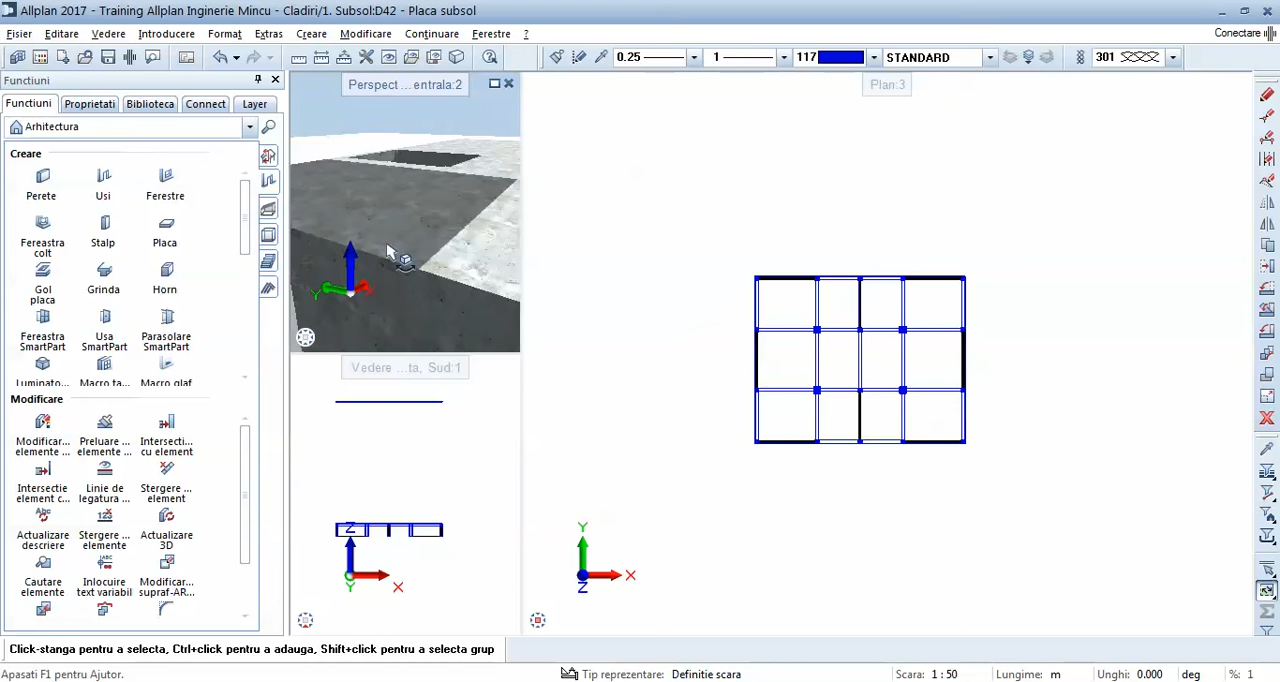 Allplan 2017 - Training Allplan Inginerie Mincu - Cladiri/1. Subsol:D42 - Placa subsol
Fisier Editare Vedere Introducere Format Extras Creare Modificare Continuare Ferestre ?
Conectare
0.25 1 117 STANDARD 301
Functiuni
Functiuni Proprietati Biblioteca Connect Layer
Arhitectura
Creare
Perete Usi Ferestre
Fereastra colt Stalp Placa
Gol placa Grinda Horn
Fereastra SmartPart Usa SmartPart Parasolare SmartPart
Luminato... Macro ta... Macro glaf
Modificare
Modificar... elemente ... Preluare ... elemente ... Intersecti... cu element
Intersectie element c... Linie de legatura ... Stergere ... element
Actualizare descriere Stergere ... elemente Actualizare 3D
Cautare elemente Inlocuire text variabil Modificar... supraf-AR...
Perspect ... entrala:2
Y
Vedere ...ta, Sud:1
Z
X
Y
Plan:3
Y
X
Z
Click-stanga pentru a selecta, Ctrl+click pentru a adauga, Shift+click pentru a selecta grup
Apasati F1 pentru Ajutor.
Tip reprezentare: Definitie scara
Scara: 1 : 50
Lungime: m
Unghi: 0.000 deg
%: 1